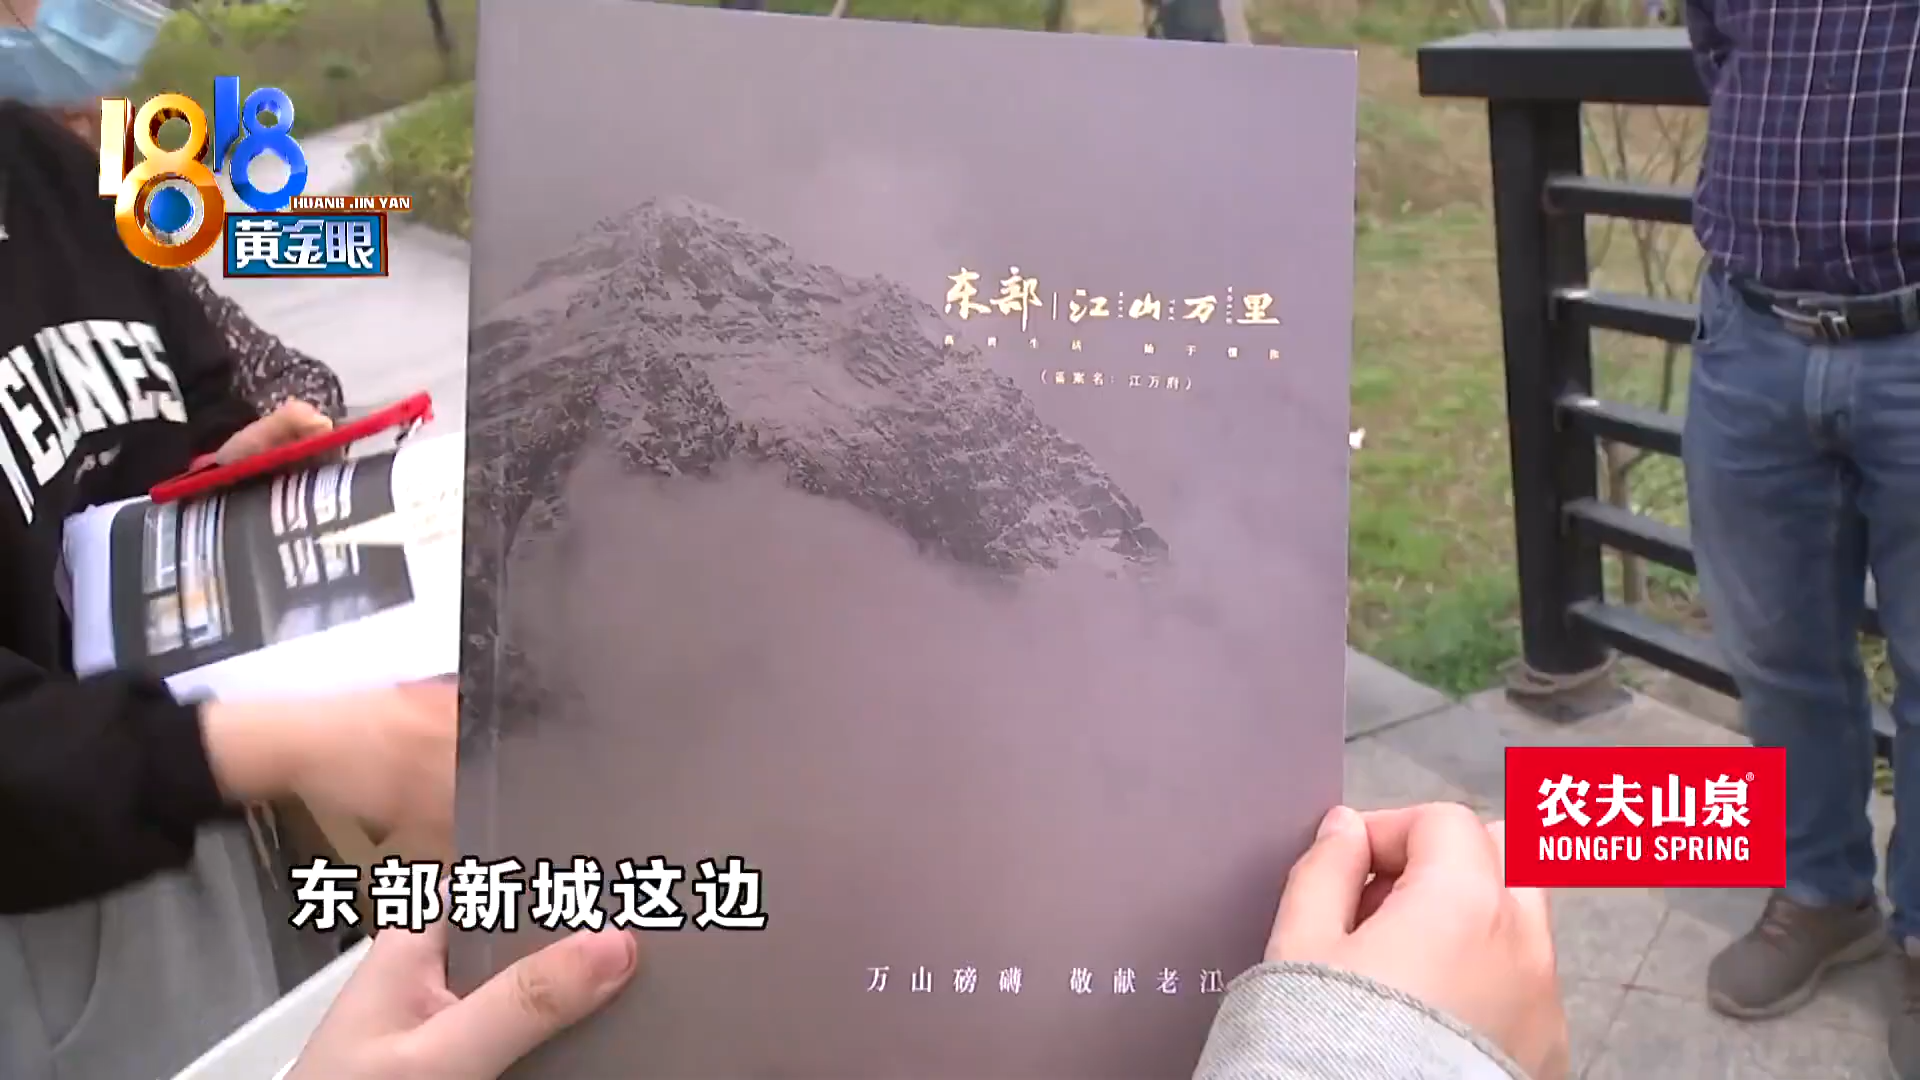 1818
HUANG JIN YAN
黄金眼
东部|江山万里
(备案名:江万府)
农夫山泉®
NONGFU SPRING
东部新城这边
万山磅礴 敬献老江